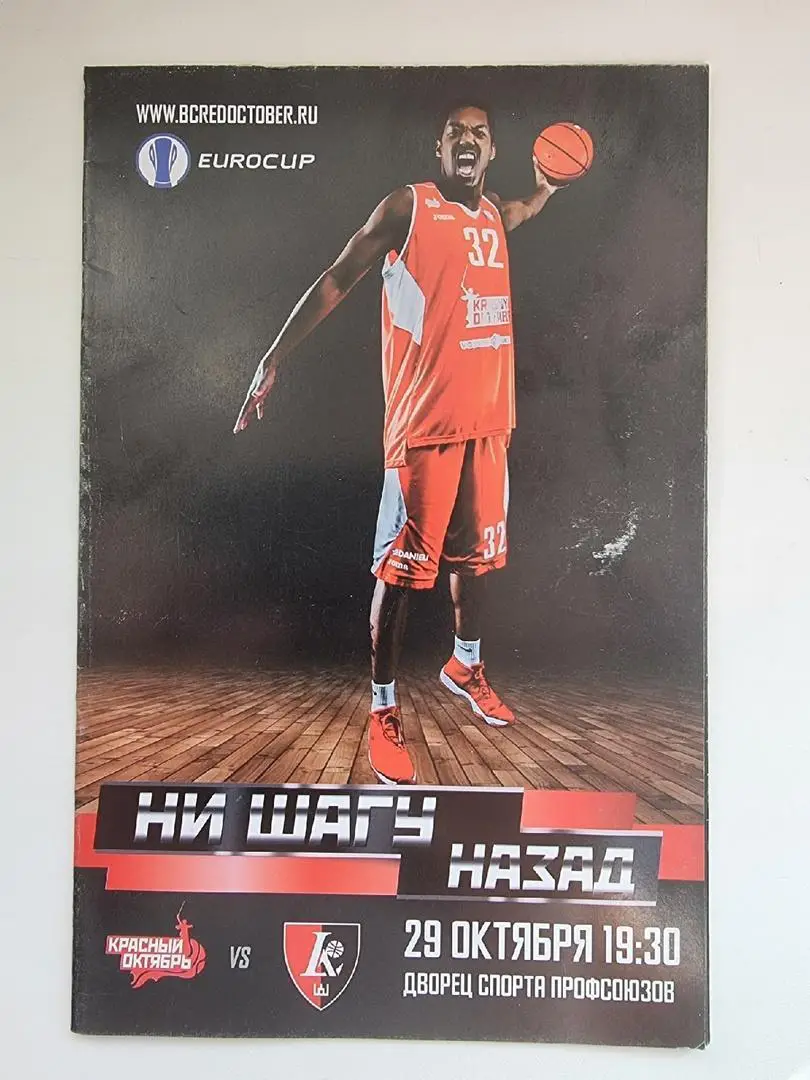 WWW.BCREDOCTOBER.RU
EUROCUP
32
32
DANIEL
НИ ШАГУ
НАЗАД
КРАСНЫЙ
ОКТЯБРЬ
VS
29 ОКТЯБРЯ 19:30
ДВОРЕЦ СПОРТА ПРОФСОЮЗОВ